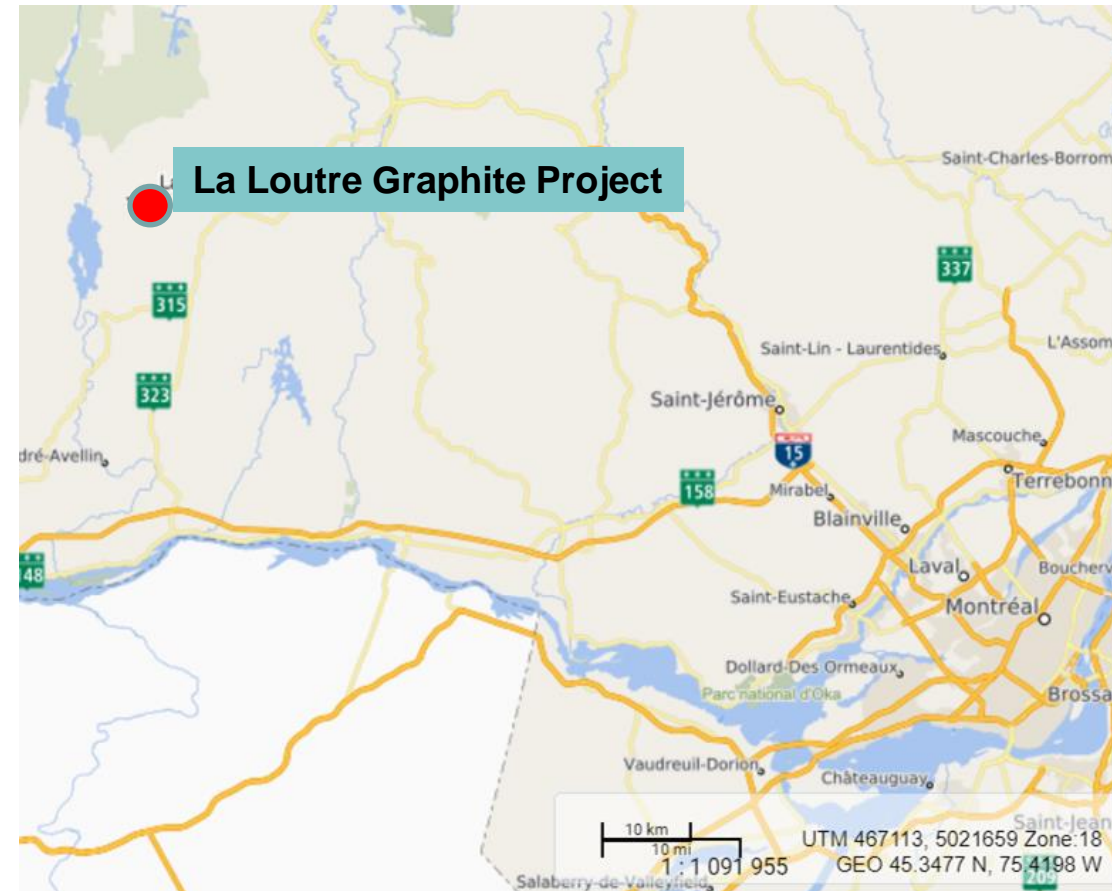 La Loutre Graphite Project
Saint-Charles-Borrom
337
315
L'Assom
Saint-Lin - Laurentides
323
Saint-Jérôme
Mascouche
15
dré-Avellin
Terrebonn
158
Mirabel
Blainville
Laval
Boucherv
148
Saint-Eustache
Montréal
Dollard-Des Ormeaux
Parc national d'Oka
Brossa
Vaudreuil-Dorion
Châteauguay
Saint-Jean
10 km
10 mi
UTM 467113, 5021659 Zone:18
1 : 1 091 955
GEO 45.3477 N, 75.4198 W
209
Salaberry-de-Valleyfield